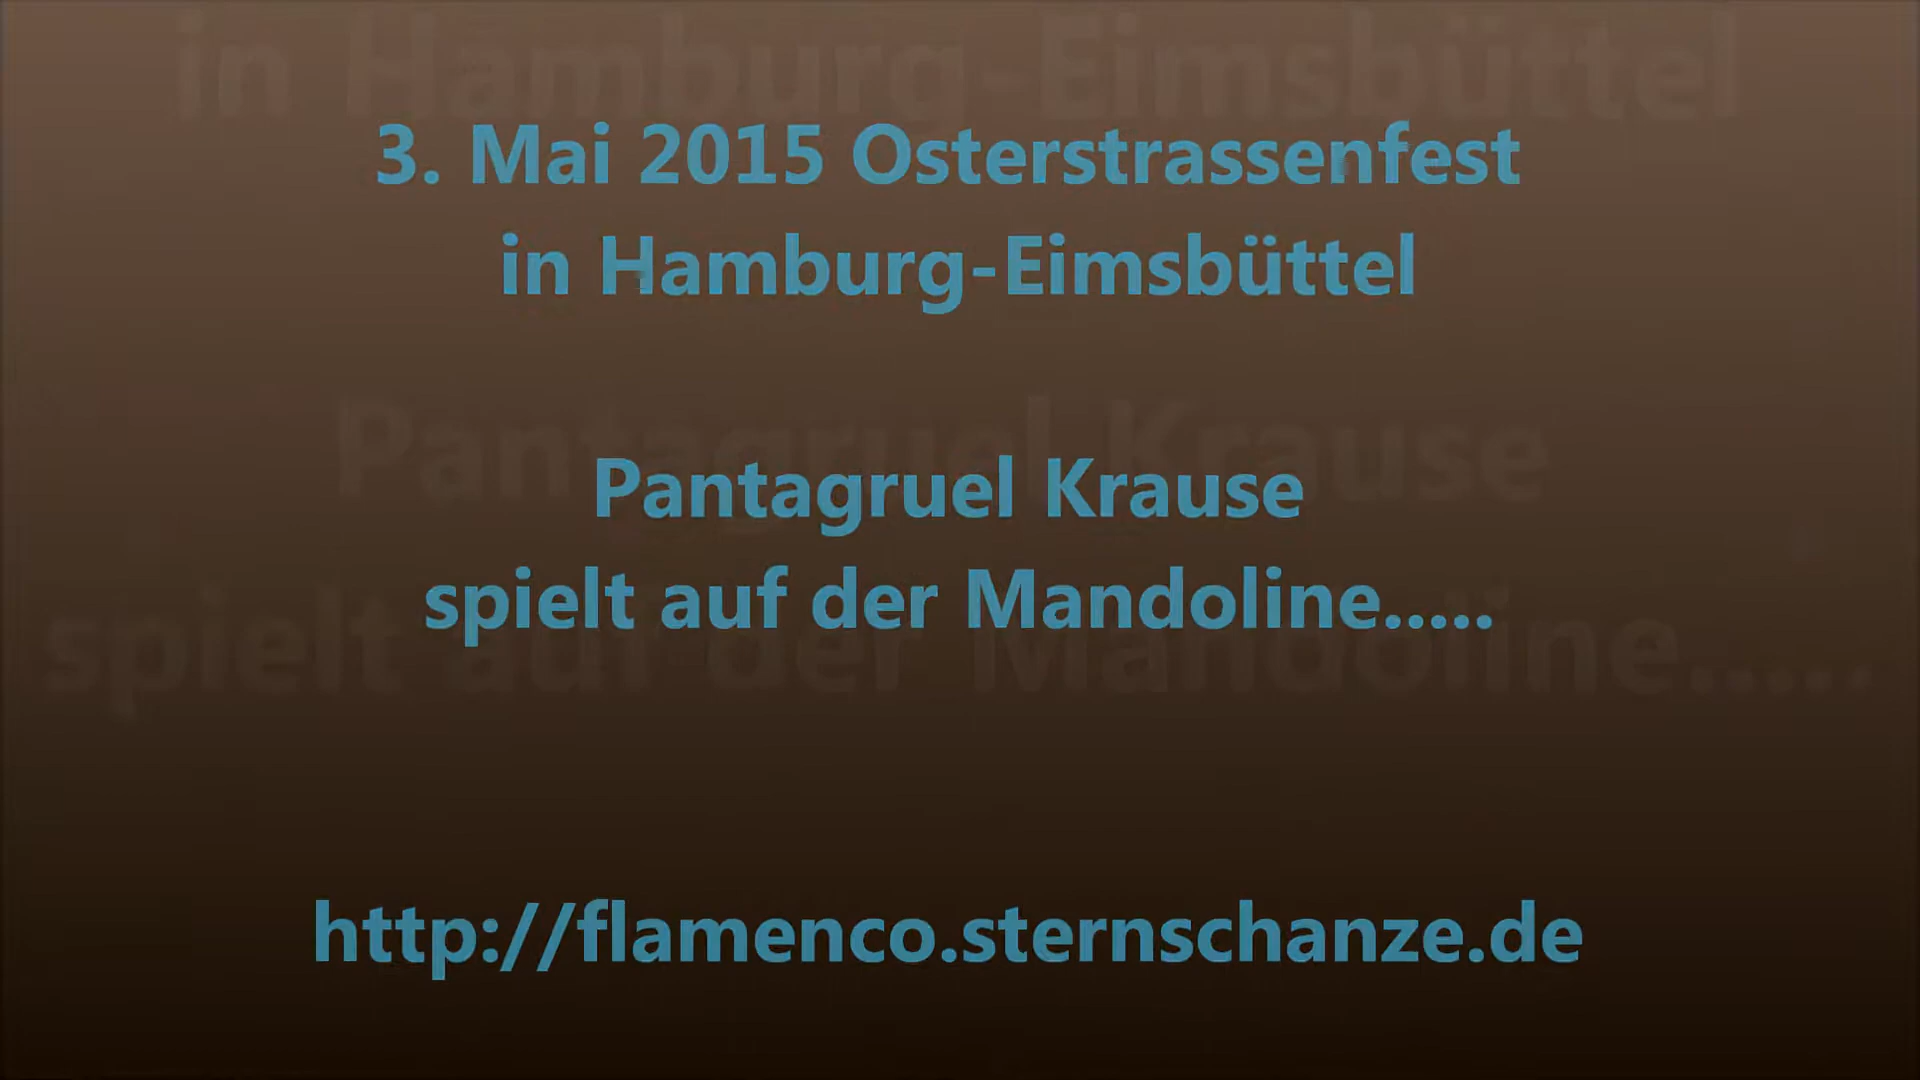 3. Mai 2015 Osterstrassenfest
in Hamburg-Eimsbüttel
Pantagruel Krause
spielt auf der Mandoline.....
http://flamenco.sternschanze.de